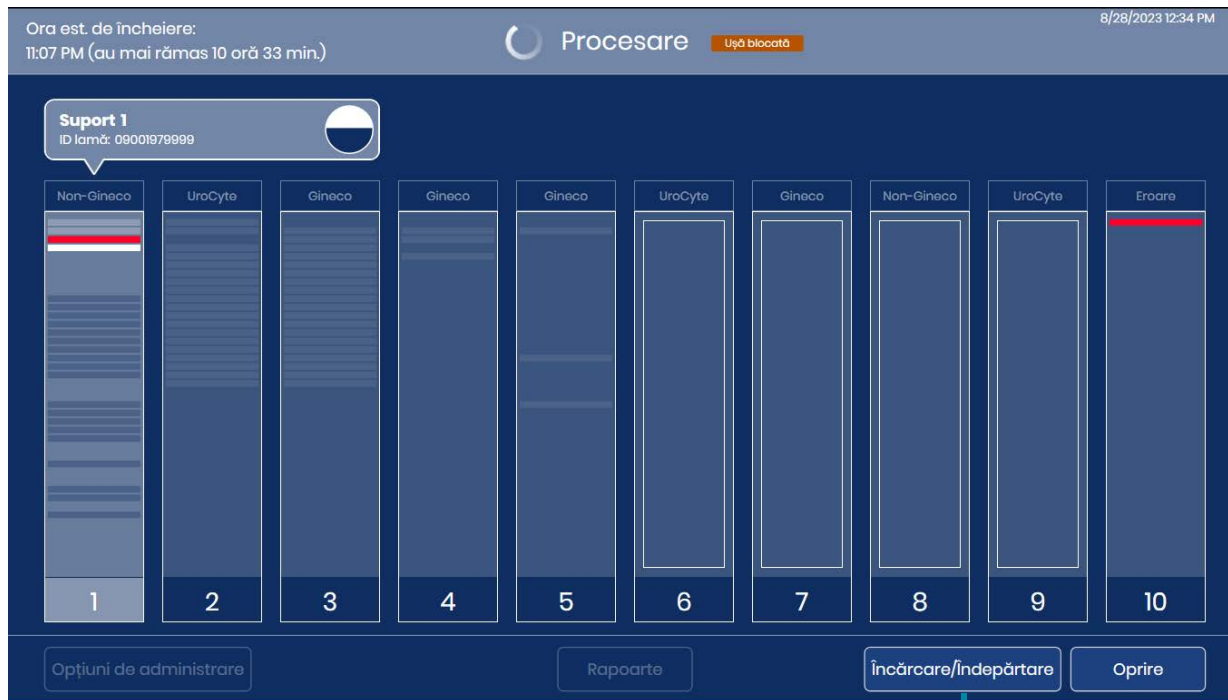 Ora est. de încheiere:
11:07 PM (au mai rămas 10 oră 33 min.)
Procesare
Ușă blocată
8/28/2023 12:34 PM
Suport 1
ID lamă: 09001979999
Non-Gineco
UroCyte
Gineco
Gineco
Gineco
UroCyte
Gineco
Non-Gineco
UroCyte
Eroare
1
2
3
4
5
6
7
8
9
10
Opțiuni de administrare
Rapoarte
Încărcare/Îndepărtare
Oprire